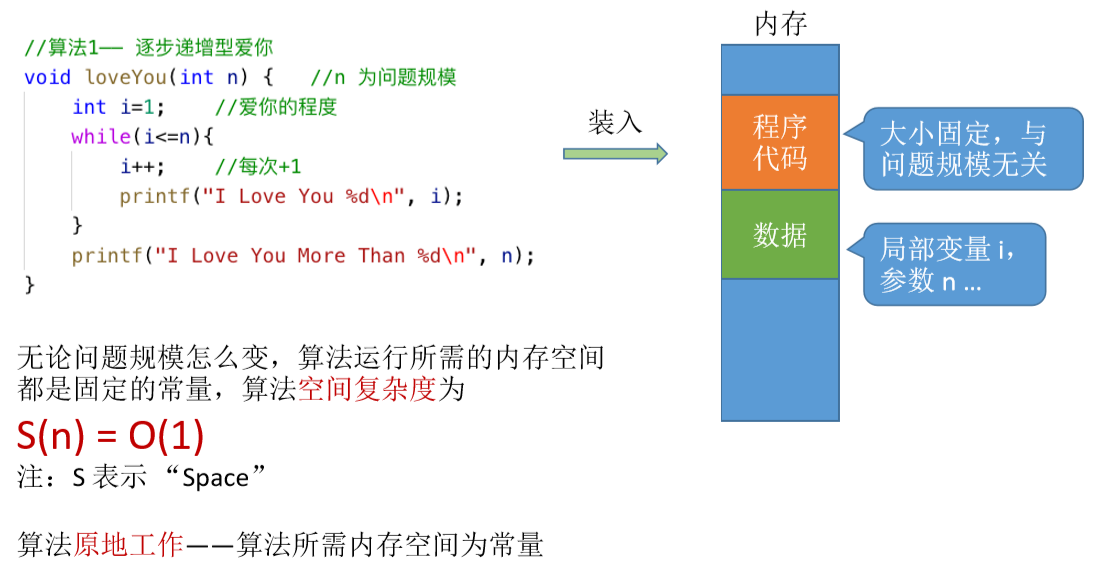 //算法1—— 逐步递增型爱你
void loveYou(int n) {   //n 为问题规模
    int i=1;    //爱你的程度
    while(i<=n){
        i++;    //每次+1
        printf("I Love You %d\n", i);
    }
    printf("I Love You More Than %d\n", n);
}
装入
内存
程序
代码
数据
大小固定，与
问题规模无关
局部变量 i，
参数 n ...
无论问题规模怎么变，算法运行所需的内存空间
都是固定的常量，算法空间复杂度为
S(n) = O(1)
注：S 表示 “Space”
算法原地工作——算法所需内存空间为常量